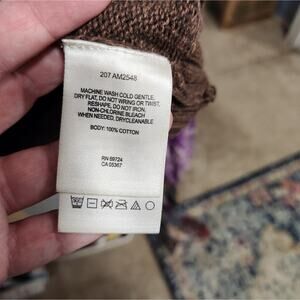 207 AM2548
MACHINE WASH COLD GENTLE,
DRY FLAT, DO NOT WRING OR TWIST,
RESHAPE, DO NOT IRON,
NON-CHLORINE BLEACH
WHEN NEEDED, DRYCLEANABLE
BODY: 100% COTTON
RN 69724
CA 05367